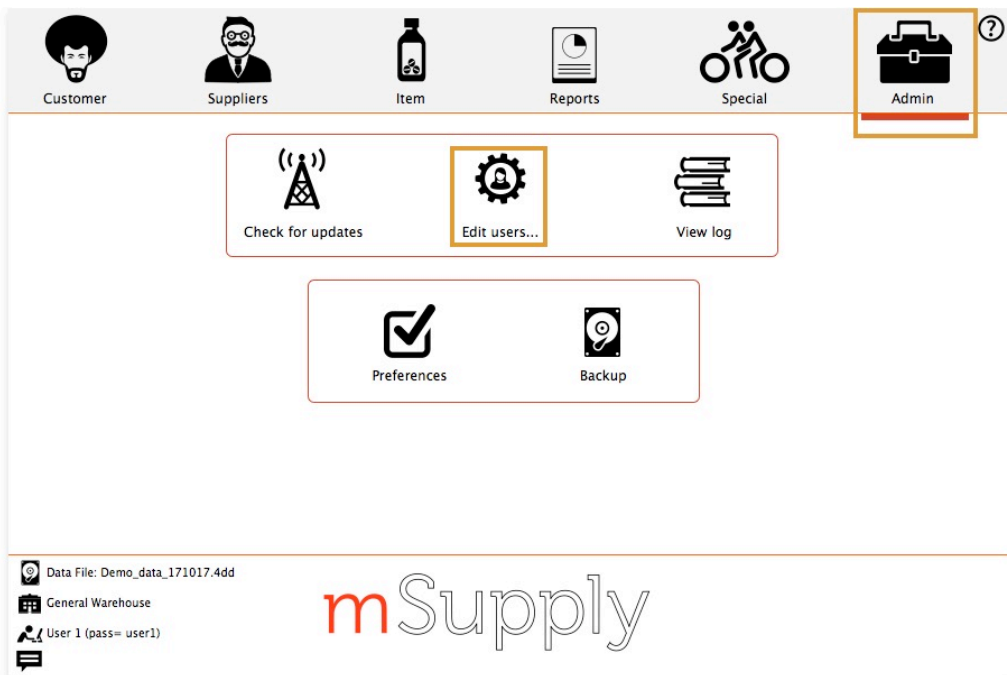 ?
Customer Suppliers Item Reports Special Admin
Check for updates Edit users... View log
Preferences Backup
Data File: Demo_data_171017.4dd
General Warehouse
User 1 (pass= user1)
mSupply